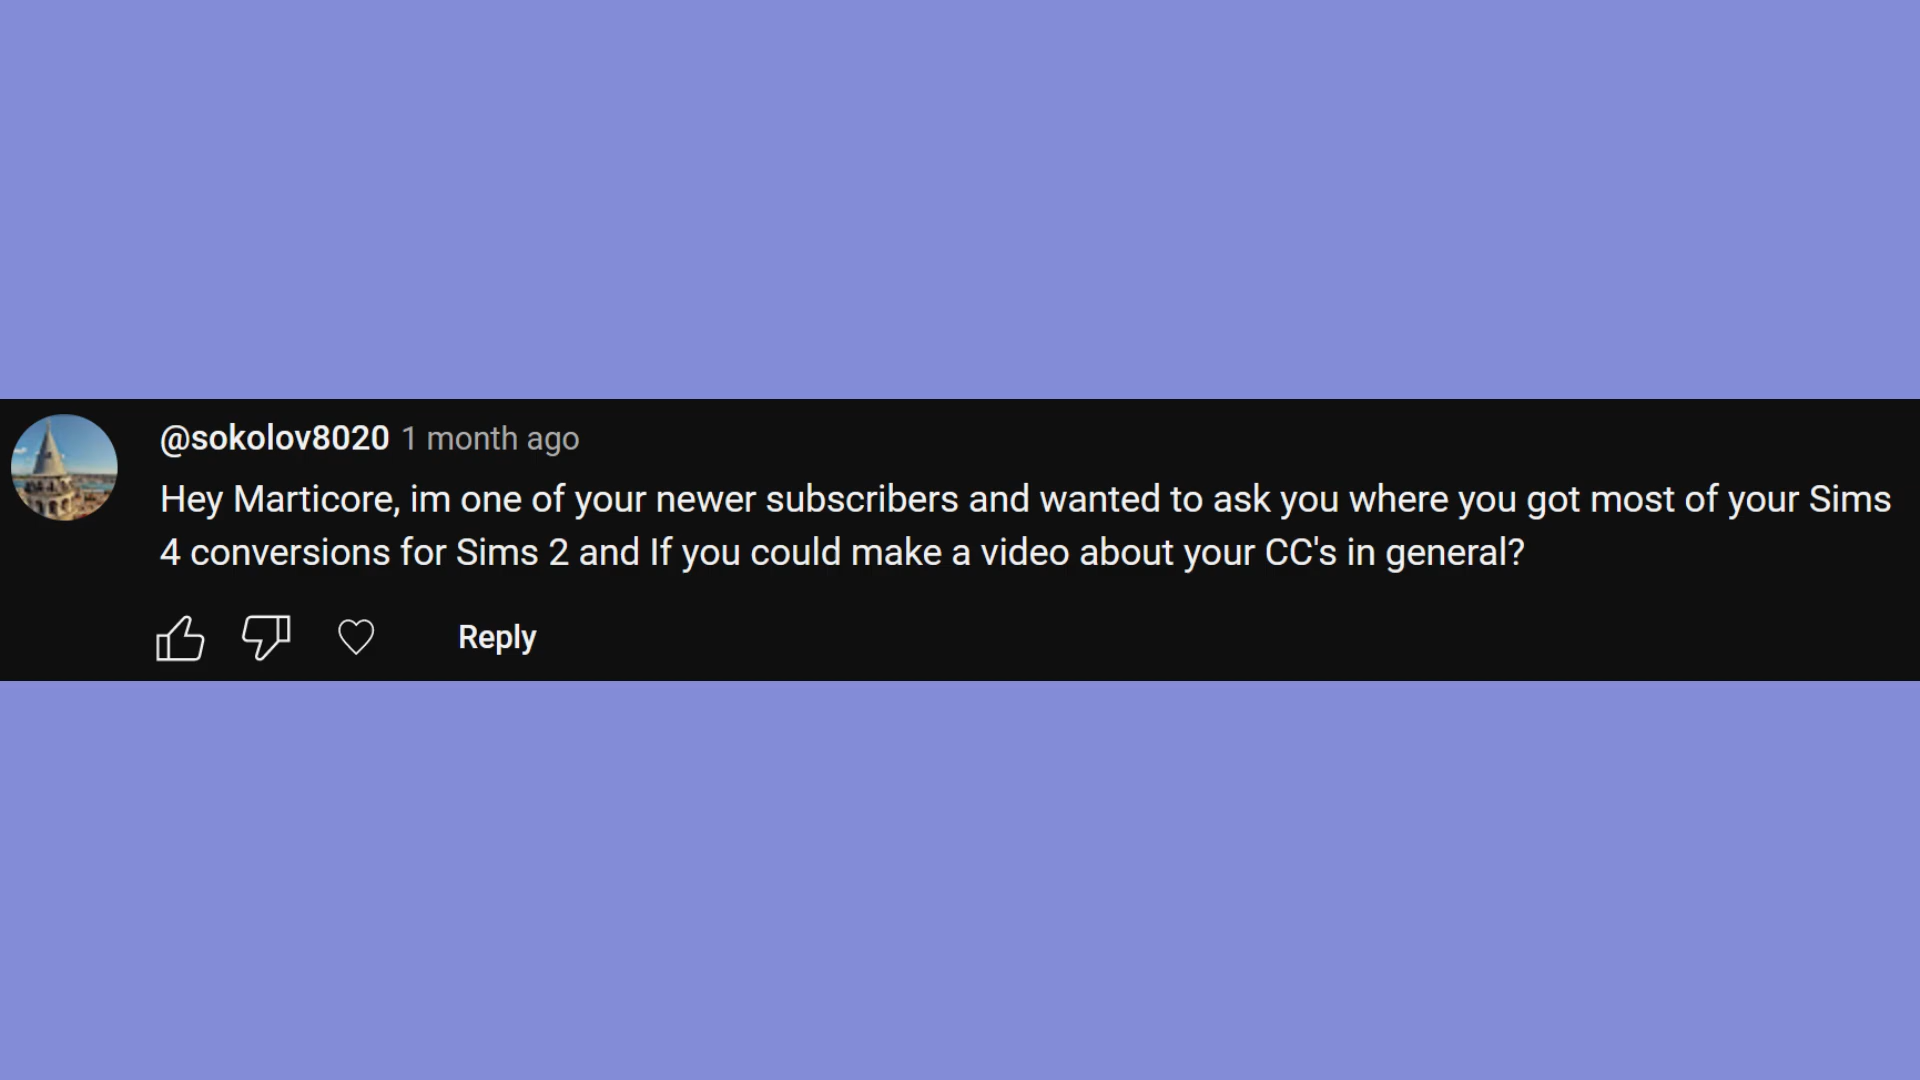 @sokolov8020 1 month ago
Hey Marticore, im one of your newer subscribers and wanted to ask you where you got most of your Sims
4 conversions for Sims 2 and If you could make a video about your CC's in general?
Reply